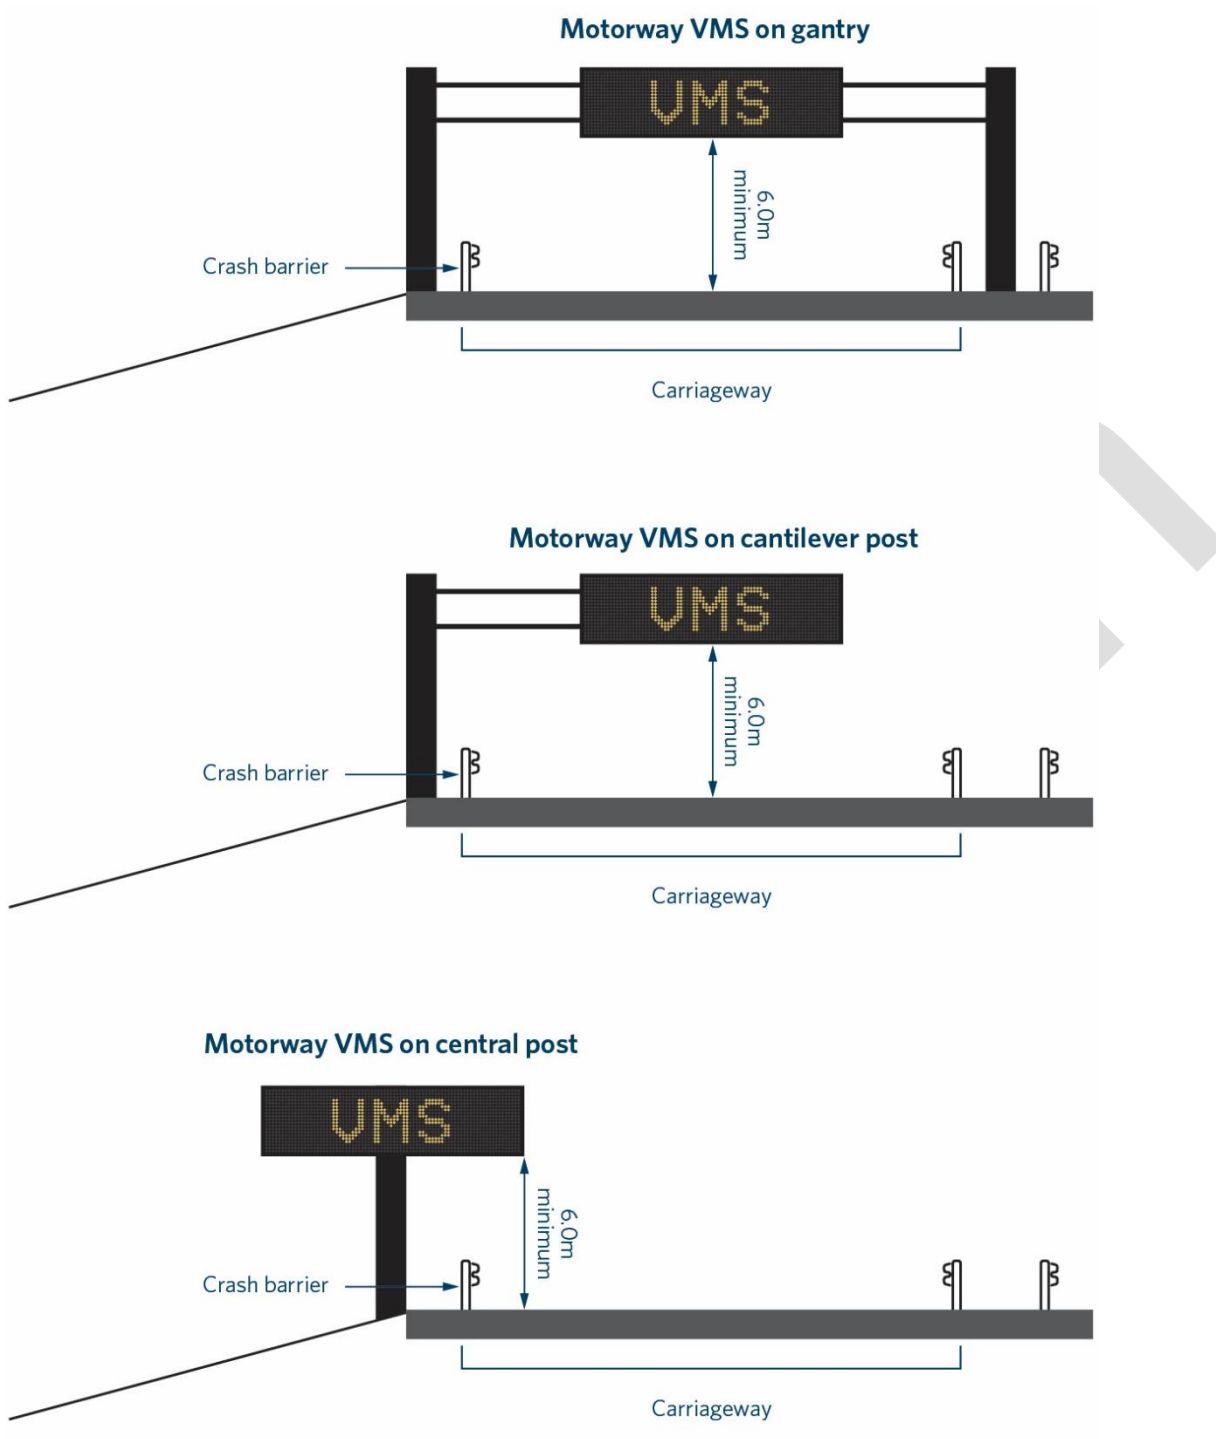 Motorway VMS on gantry
VMS
6.0m
minimum
Crash barrier
Carriageway
Motorway VMS on cantilever post
VMS
6.0m
minimum
Crash barrier
Carriageway
Motorway VMS on central post
VMS
6.0m
minimum
Crash barrier
Carriageway